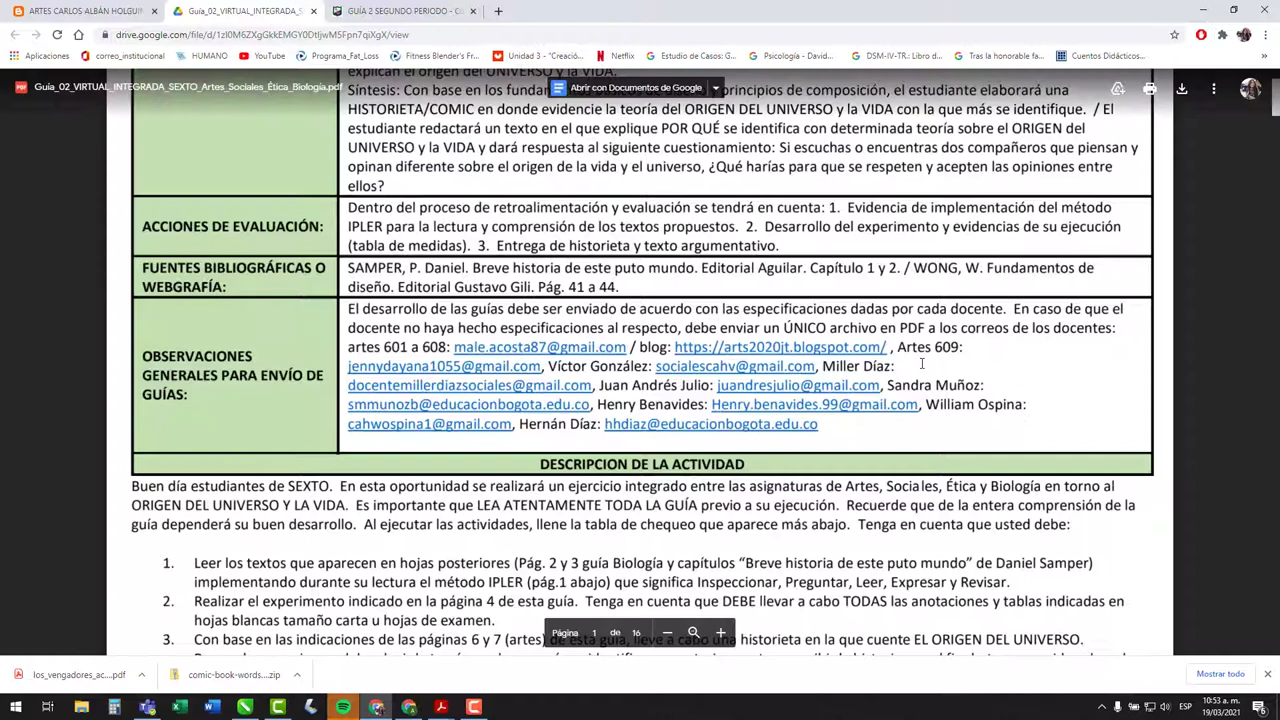 ARTES CARLOS ALBÁN HOLGUÍN
Guía_02_VIRTUAL_INTEGRADA_SEX
GUÍA 2 SEGUNDO PERIODO - C
drive.google.com/file/d/1zI0M6ZXgGkkEMGY0DtIjwM5Fpn7qiXgX/view
Aplicaciones
correo_institucional
HUMANO
YouTube
Programa_Fat_Loss
Fitness Blender's Fr...
Unidad 3 - "Creació...
Netflix
Estudio de Casos: G...
Psicología - David...
DSM-IV-TR: Libro d...
Tras la honorable fa...
Cuentos Didácticos...
explican el origen del UNIVERSO y la VIDA.
Guía_02_VIRTUAL_INTEGRADA_SEXTO_Artes_Sociales_Ética_Biología.pdf
Abrir con Documentos de Google
Síntesis: Con base en los fundam principios de composición, el estudiante elaborará una
HISTORIETA/COMIC en donde evidencie la teoría del ORIGEN DEL UNIVERSO y la VIDA con la que más se identifique. / El
estudiante redactará un texto en el que explique POR QUÉ se identifica con determinada teoría sobre el ORIGEN del
UNIVERSO y la VIDA y dará respuesta al siguiente cuestionamiento: Si escuchas o encuentras dos compañeros que piensan y
opinan diferente sobre el origen de la vida y el universo, ¿Qué harías para que se respeten y acepten las opiniones entre
ellos?
ACCIONES DE EVALUACIÓN:
Dentro del proceso de retroalimentación y evaluación se tendrá en cuenta: 1. Evidencia de implementación del método
IPLER para la lectura y comprensión de los textos propuestos. 2. Desarrollo del experimento y evidencias de su ejecución
(tabla de medidas). 3. Entrega de historieta y texto argumentativo.
FUENTES BIBLIOGRÁFICAS O
WEBGRAFÍA:
SAMPER, P. Daniel. Breve historia de este puto mundo. Editorial Aguilar. Capítulo 1 y 2. / WONG, W. Fundamentos de
diseño. Editorial Gustavo Gili. Pág. 41 a 44.
OBSERVACIONES
GENERALES PARA ENVÍO DE
GUÍAS:
El desarrollo de las guías debe ser enviado de acuerdo con las especificaciones dadas por cada docente. En caso de que el
docente no haya hecho especificaciones al respecto, debe enviar un ÚNICO archivo en PDF a los correos de los docentes:
artes 601 a 608: male.acosta87@gmail.com / blog: https://arts2020jt.blogspot.com/ , Artes 609:
jennydayana1055@gmail.com, Víctor González: socialescahv@gmail.com, Miller Díaz:
docentemillerdiazsociales@gmail.com, Juan Andrés Julio: juandresjulio@gmail.com, Sandra Muñoz:
smmunozb@educacionbogota.edu.co, Henry Benavides: Henry.benavides.99@gmail.com, William Ospina:
cahwospina1@gmail.com, Hernán Díaz: hhdiaz@educacionbogota.edu.co
DESCRIPCION DE LA ACTIVIDAD
Buen día estudiantes de SEXTO. En esta oportunidad se realizará un ejercicio integrado entre las asignaturas de Artes, Sociales, Ética y Biología en torno al
ORIGEN DEL UNIVERSO Y LA VIDA. Es importante que LEA ATENTAMENTE TODA LA GUÍA previo a su ejecución. Recuerde que de la entera comprensión de la
guía dependerá su buen desarrollo. Al ejecutar las actividades, llene la tabla de chequeo que aparece más abajo. Tenga en cuenta que usted debe:
1. Leer los textos que aparecen en hojas posteriores (Pág. 2 y 3 guía Biología y capítulos "Breve historia de este puto mundo" de Daniel Samper)
implementando durante su lectura el método IPLER (pág.1 abajo) que significa Inspeccionar, Preguntar, Leer, Expresar y Revisar.
2. Realizar el experimento indicado en la página 4 de esta guía. Tenga en cuenta que DEBE llevar a cabo TODAS las anotaciones y tablas indicadas en
hojas blancas tamaño carta u hojas de examen.
3. Con base en las indicaciones de las páginas 6 y 7 (artes) de esta guía, lleve a cabo una historieta en la que cuente EL ORIGEN DEL UNIVERSO.
Página 1 de 16
los_vengadores_ac....pdf
comic-book-words....zip
Mostrar todo
ESP
10:53 a. m.
19/03/2021